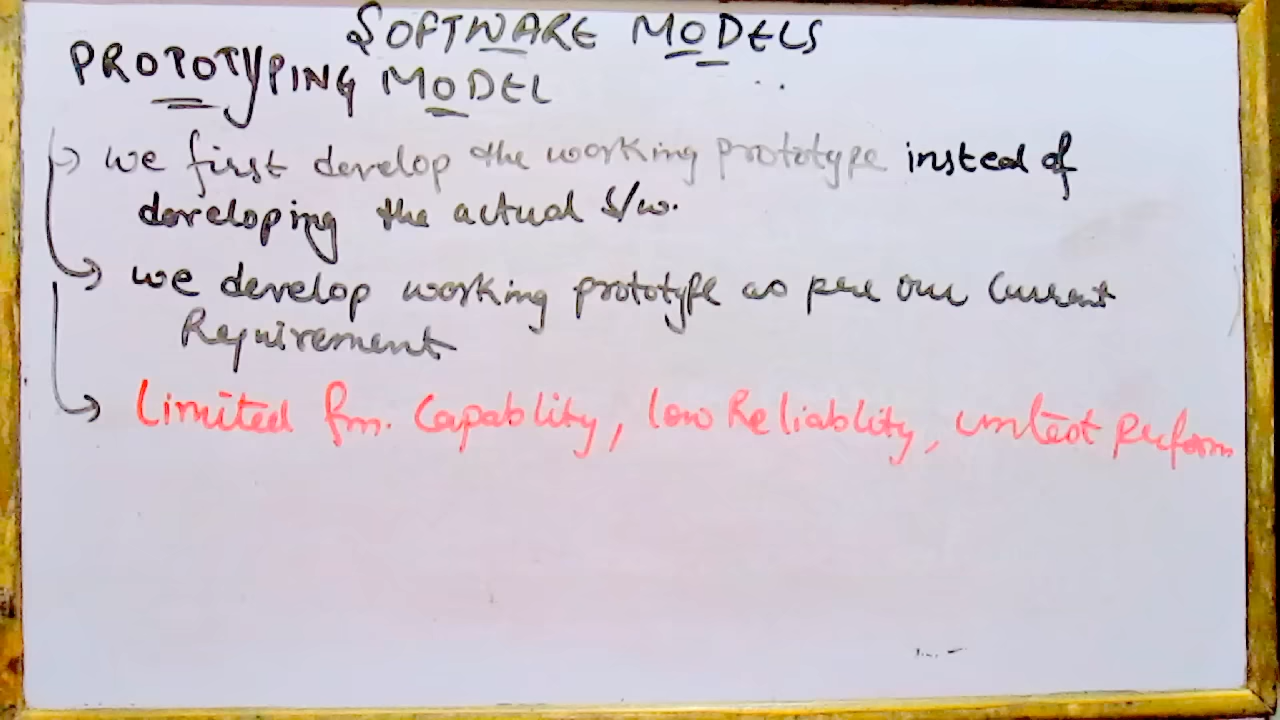 SOFTWARE MODELS
PROTOTYPING MODEL
→ we first develop the working prototype instead of
developing the actual S/w.
→ we develop working prototype as per our Current
Requirement
→ Limited fm. Capablity, low Reliablity, untest perform